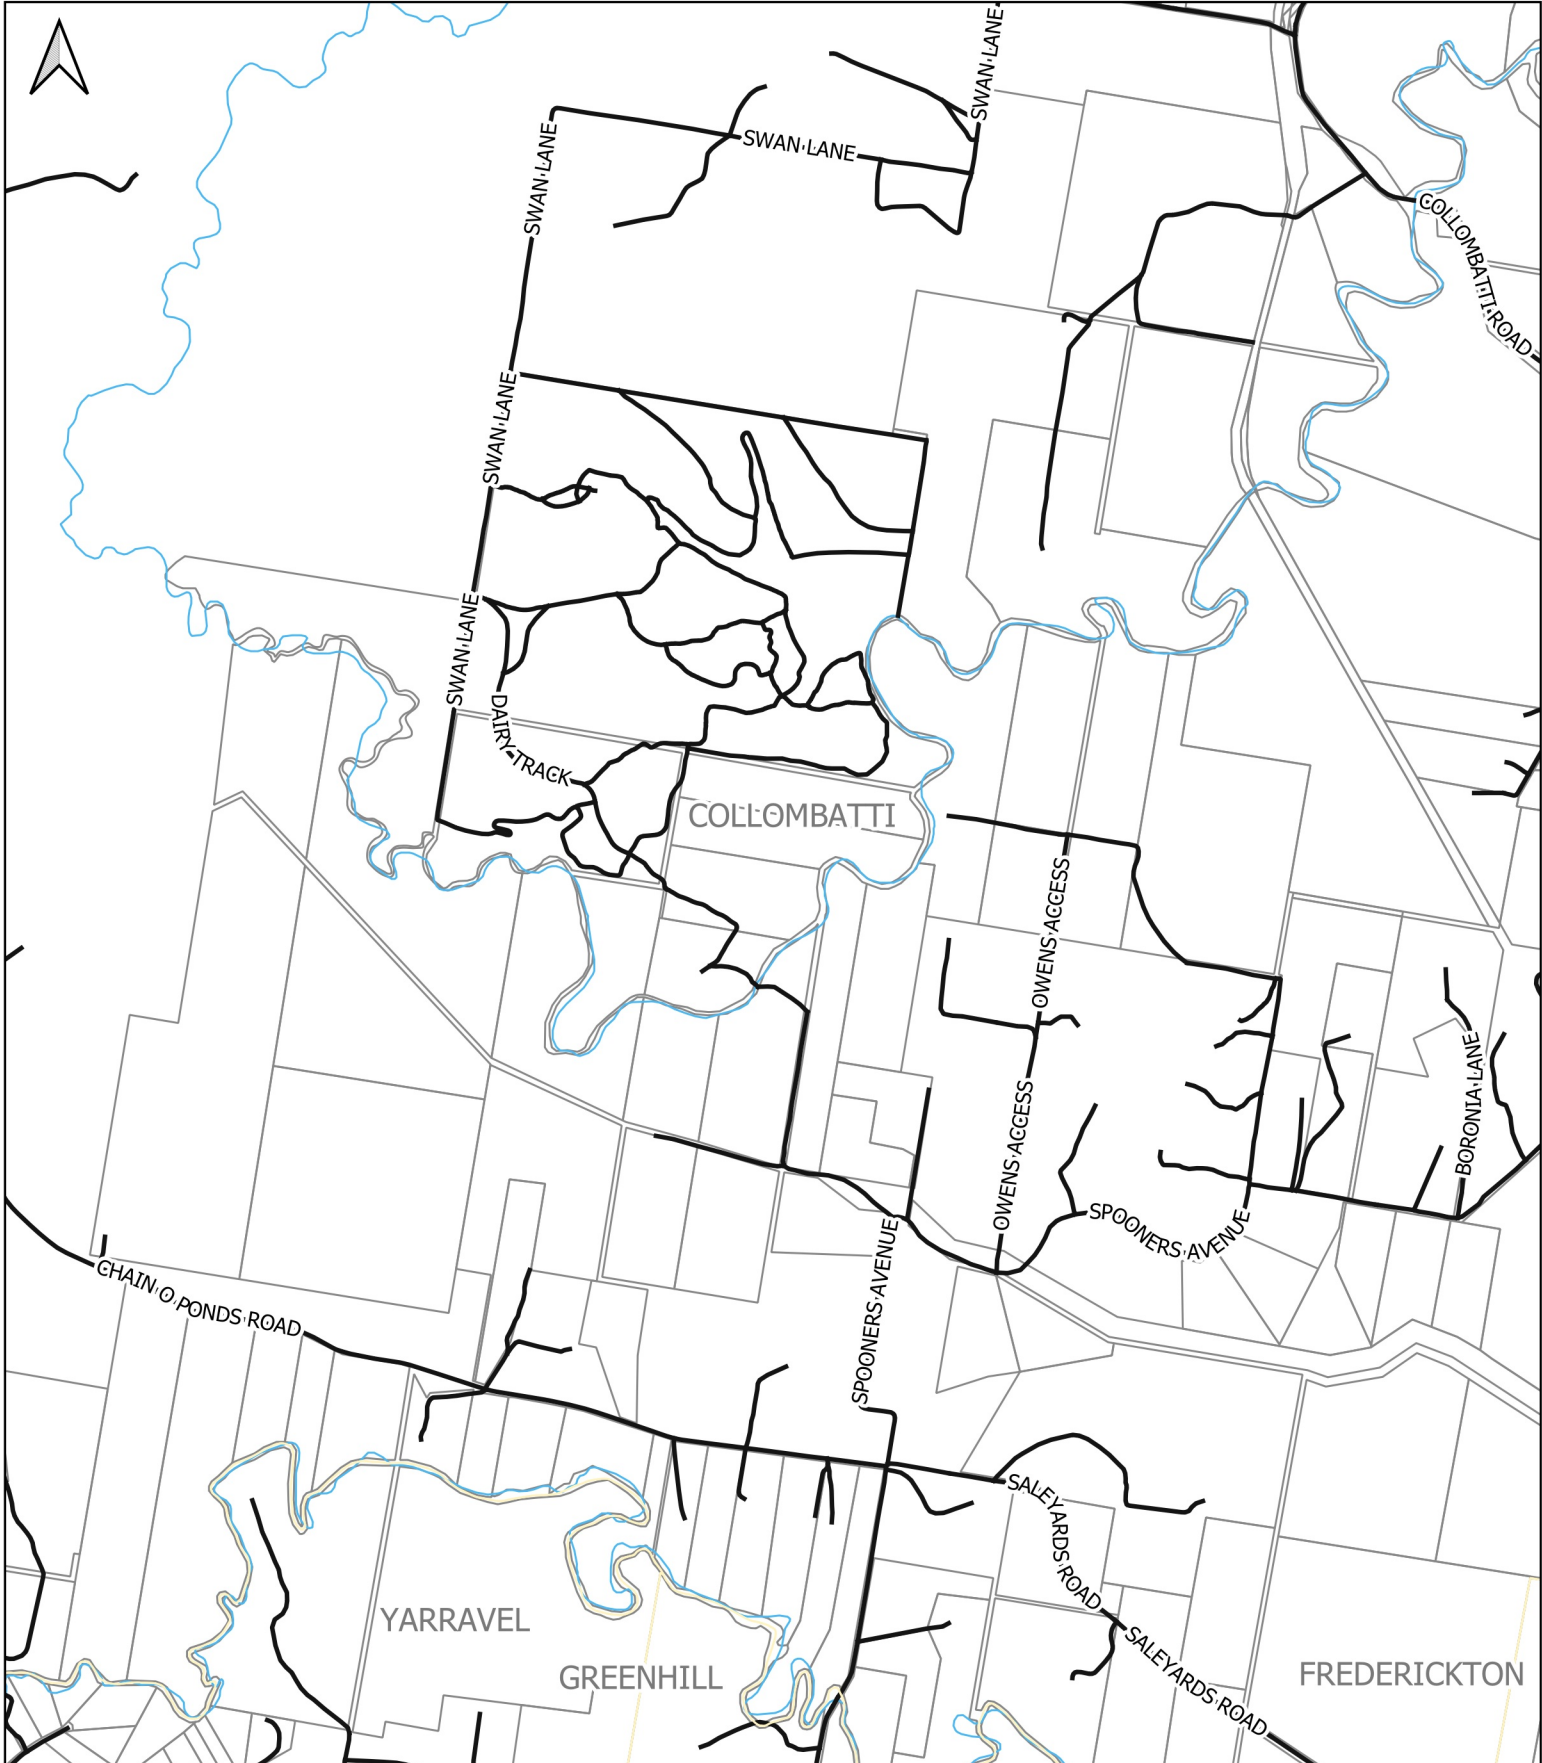 SWAN LANE
SWAN LANE
SWAN LANE
COLLOMBATTI ROAD
SWAN LANE
SWAN LANE
DAIRY TRACK
COLLOMBATTI
OWENS ACCESS
OWENS ACCESS
BORONIA LANE
SPOONERS AVENUE
SPOONERS AVENUE
CHAIN O PONDS ROAD
SALEYARDS ROAD
YARRAVEL
SALEYARDS ROAD
GREENHILL
FREDERICKTON